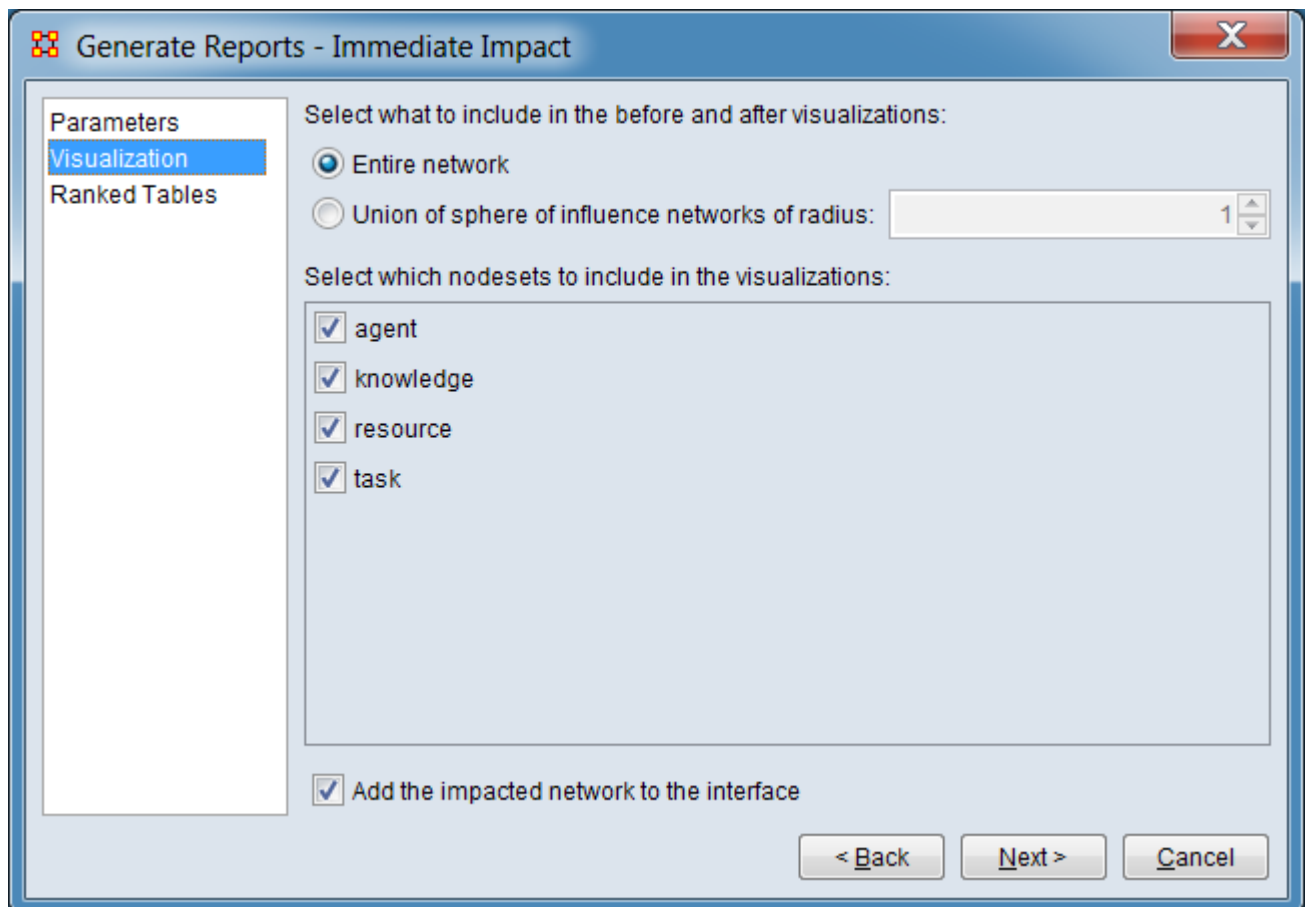 Generate Reports - Immediate Impact
X
Parameters
Visualization
Ranked Tables
Select what to include in the before and after visualizations:
Entire network
Union of sphere of influence networks of radius: 1
Select which nodesets to include in the visualizations:
agent
knowledge
resource
task
Add the impacted network to the interface
< Back Next > Cancel